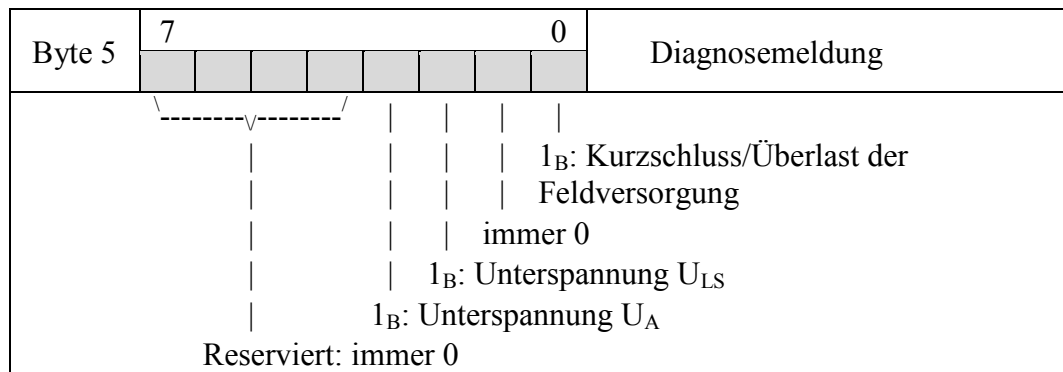 Byte 5 7 0 Diagnosemeldung
1B: Kurzschluss/Überlast der
Feldversorgung
immer 0
1B: Unterspannung ULS
1B: Unterspannung UA
Reserviert: immer 0